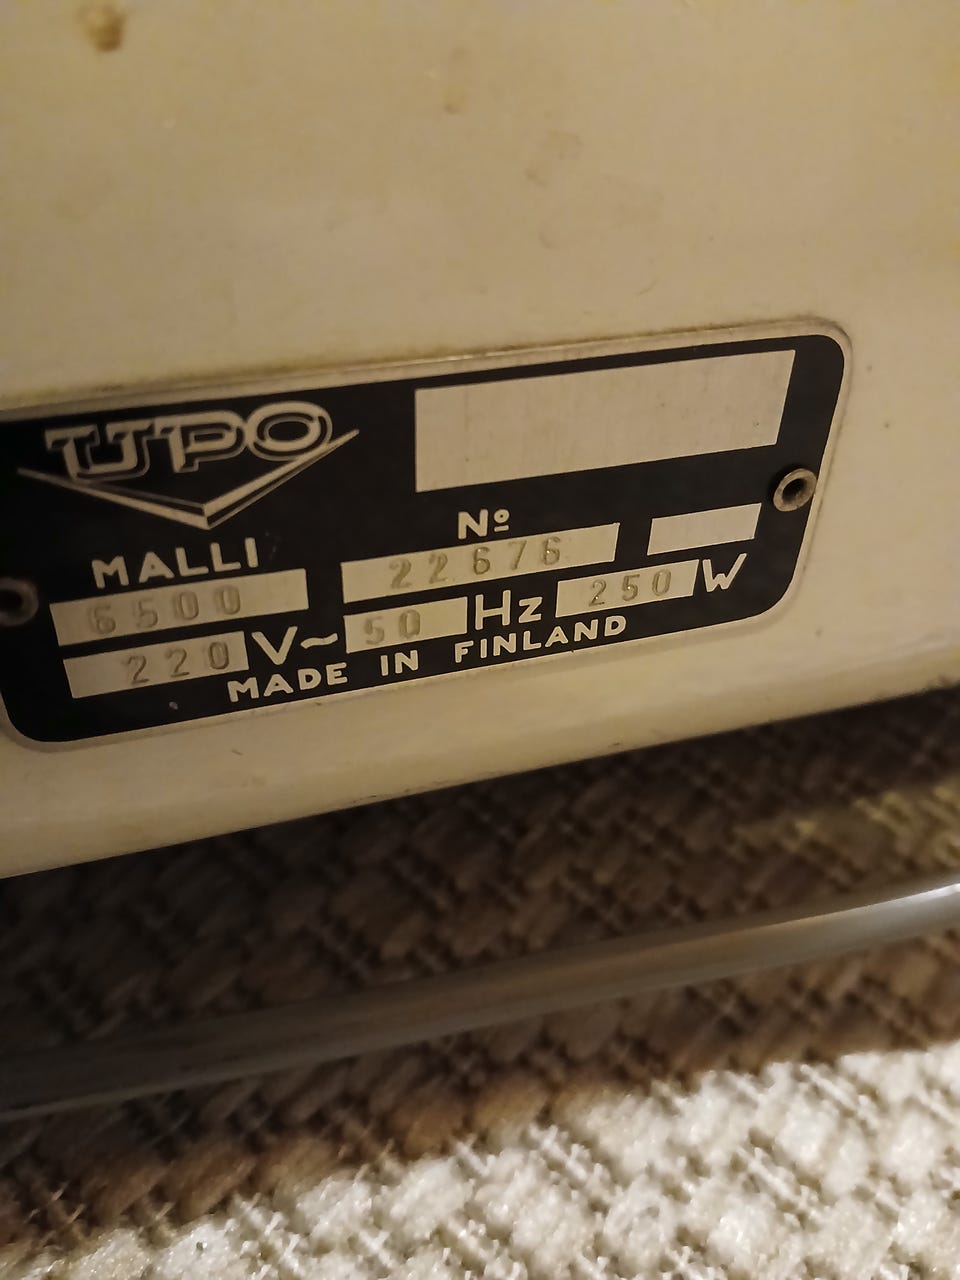 UPO
MALLI Nº
6500 22676
220 V~ 50 Hz 250 W
MADE IN FINLAND